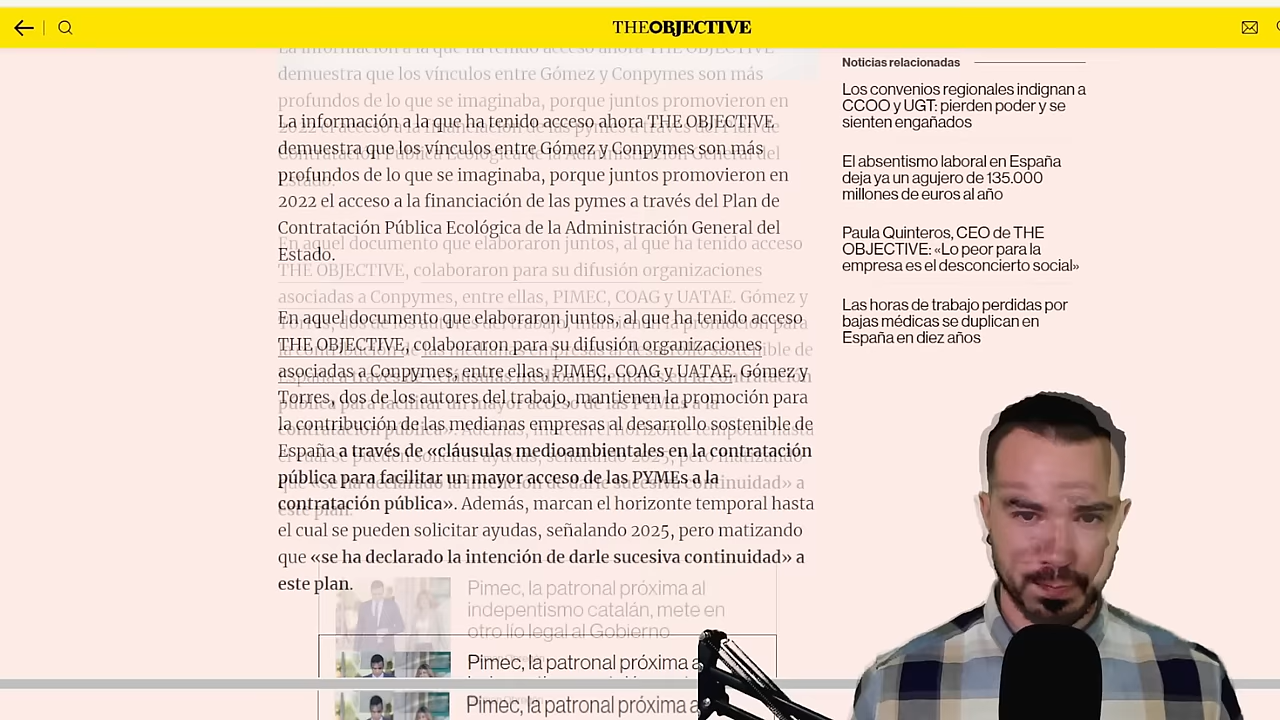 THE OBJECTIVE
La información a la que ha tenido acceso ahora THE OBJECTIVE
demuestra que los vínculos entre Gómez y Conpymes son más
profundos de lo que se imaginaba, porque juntos promovieron en
2022 el acceso a la financiación de las pymes a través del Plan de
Contratación Pública Ecológica de la Administración General del
Estado.
En aquel documento que elaboraron juntos, al que ha tenido acceso
THE OBJECTIVE, colaboraron para su difusión organizaciones
asociadas a Conpymes, entre ellas, PIMEC, COAG y UATAE. Gómez y
Torres, dos de los autores del trabajo, mantienen la promoción para
la contribución de las medianas empresas al desarrollo sostenible de
España a través de «cláusulas medioambientales en la contratación
pública para facilitar un mayor acceso de las PYMEs a la
contratación pública». Además, marcan el horizonte temporal hasta
el cual se pueden solicitar ayudas, señalando 2025, pero matizando
que «se ha declarado la intención de darle sucesiva continuidad» a
este plan.
Pimec, la patronal próxima al
indepentismo catalán, mete en
otro lío legal al Gobierno
Pimec, la patronal próxima a
Pimec, la patronal próxima a
Noticias relacionadas
Los convenios regionales indignan a
CCOO y UGT: pierden poder y se
sienten engañados
El absentismo laboral en España
deja ya un agujero de 135.000
millones de euros al año
Paula Quinteros, CEO de THE
OBJECTIVE: «Lo peor para la
empresa es el desconcierto social»
Las horas de trabajo perdidas por
bajas médicas se duplican en
España en diez años